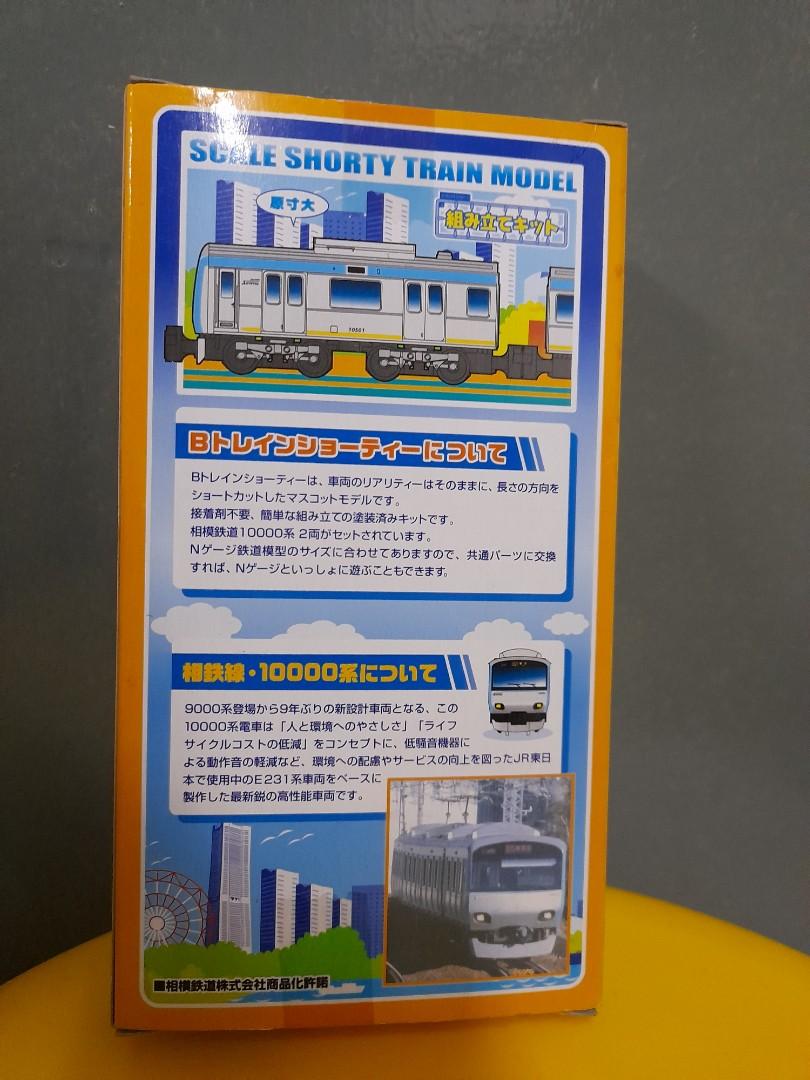 SCALE SHORTY TRAIN MODEL
原寸大
組み立てキット
10501
Bトレインショーティーについて
Bトレインショーティーは、車両のリアリティーはそのままに、長さの方向を
ショートカットしたマスコットモデルです。
接着剤不要、簡単な組み立ての塗装済みキットです。
相模鉄道10000系 2両がセットされています。
Nゲージ鉄道模型のサイズに合わせてありますので、共通パーツに交換
すれば、Nゲージといっしょに遊ぶこともできます。
相鉄線・10000系について
9000系登場から9年ぶりの新設計車両となる、この
10000系電車は「人と環境へのやさしさ」「ライフ
サイクルコストの低減」をコンセプトに、低騒音機器に
よる動作音の軽減など、環境への配慮やサービスの向上を図ったJR東日
本で使用中のE231系車両をベースに
製作した最新鋭の高性能車両です。
■相模鉄道株式会社商品化許諾